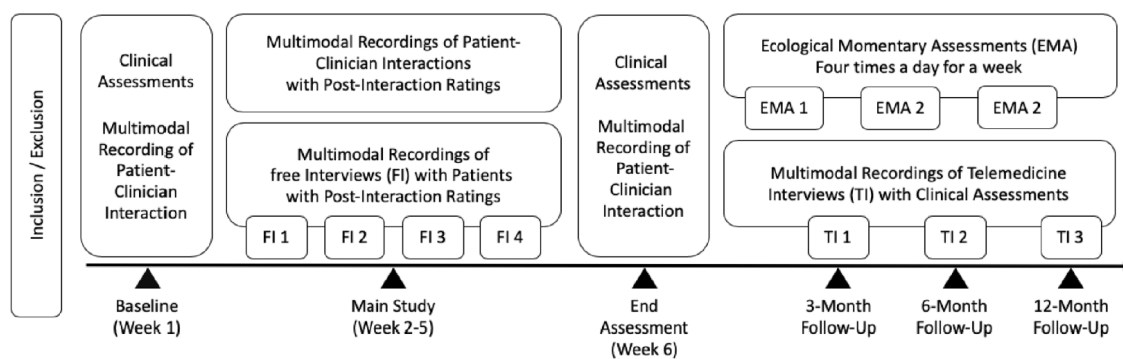 Inclusion / Exclusion
Clinical
Assessments
Multimodal
Recording of
Patient-
Clinician
Interaction
Multimodal Recordings of Patient-
Clinician Interactions
with Post-Interaction Ratings
Multimodal Recordings of
free Interviews (FI) with Patients
with Post-Interaction Ratings
FI 1
FI 2
FI 3
FI 4
Clinical
Assessments
Multimodal
Recording of
Patient-
Clinician
Interaction
Ecological Momentary Assessments (EMA)
Four times a day for a week
EMA 1
EMA 2
EMA 2
Multimodal Recordings of Telemedicine
Interviews (TI) with Clinical Assessments
TI 1
TI 2
TI 3
Baseline
(Week 1)
Main Study
(Week 2-5)
End
Assessment
(Week 6)
3-Month
Follow-Up
6-Month
Follow-Up
12-Month
Follow-Up